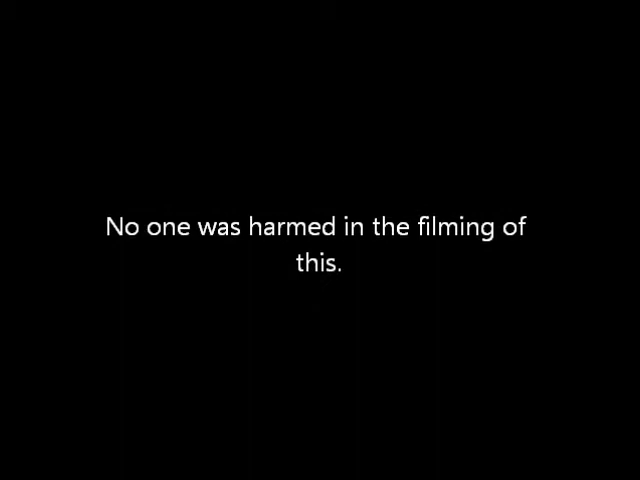 No one was harmed in the filming of
this.